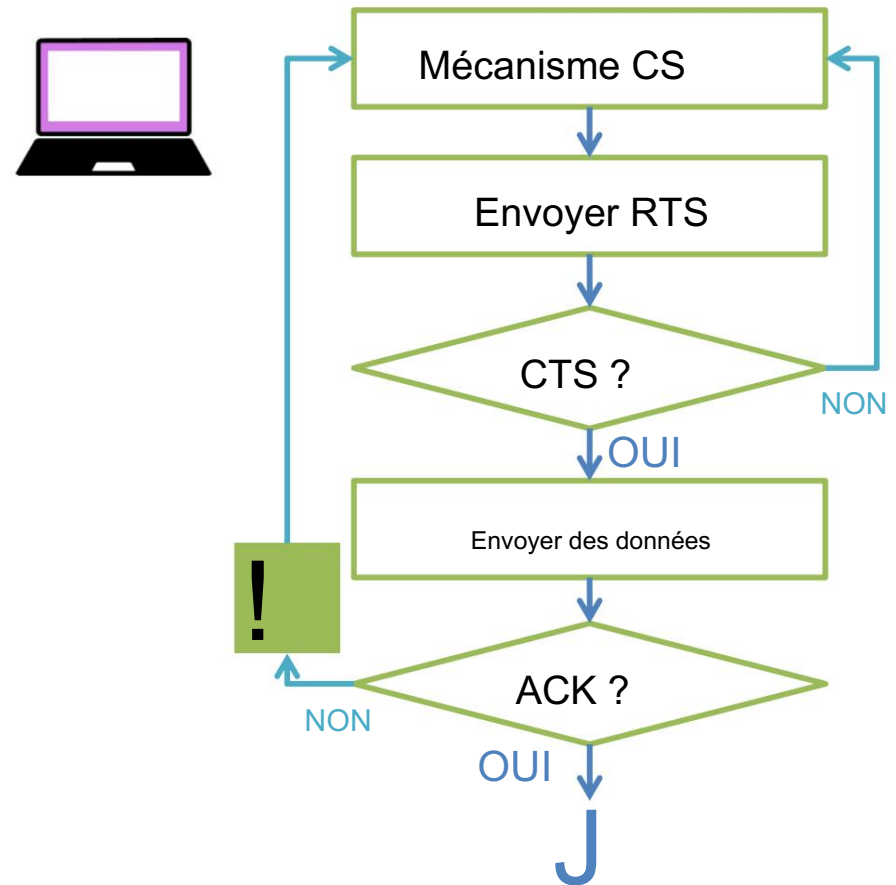 Mécanisme CS
Envoyer RTS
CTS ?
NON
OUI
Envoyer des données
!
ACK ?
NON
OUI
J